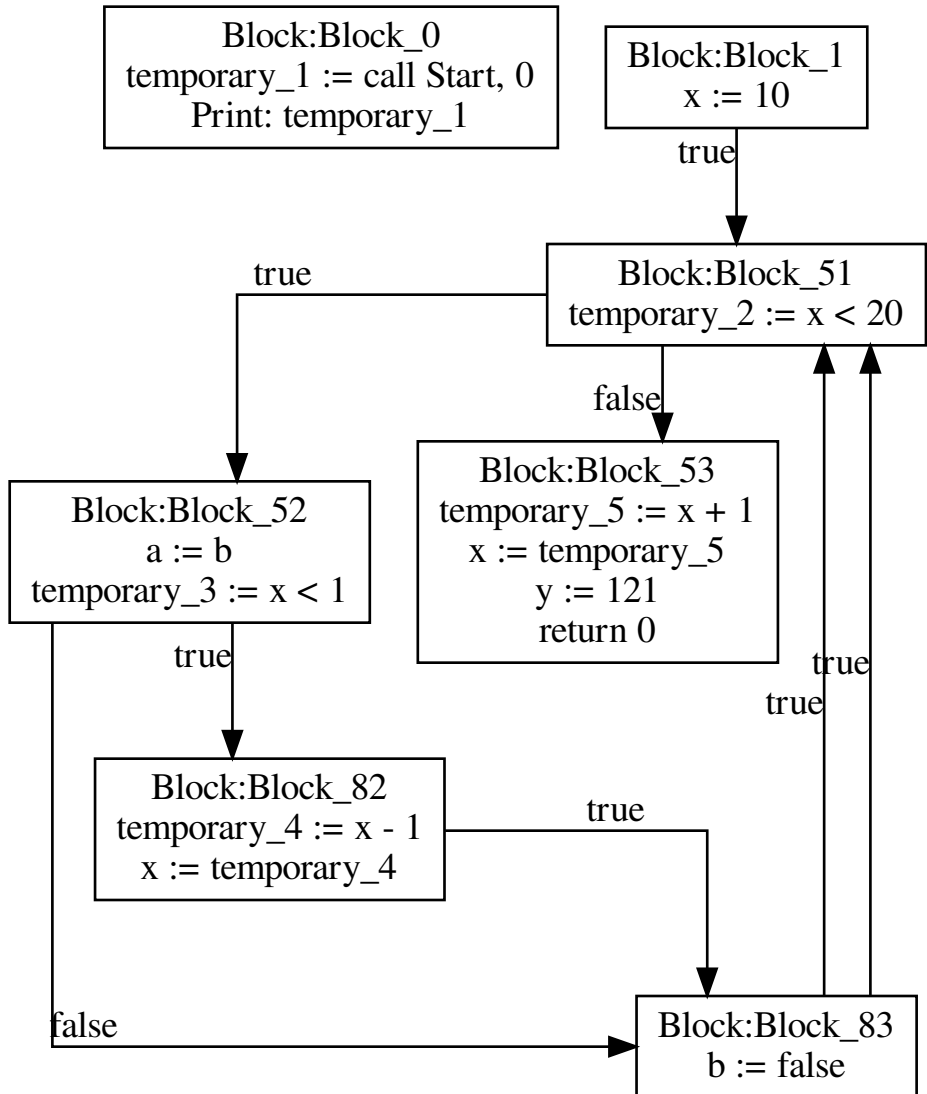 Block:Block_0
temporary_1 := call Start, 0
Print: temporary_1
Block:Block_1
x := 10
true
Block:Block_51
temporary_2 := x < 20
true
false
Block:Block_53
temporary_5 := x + 1
x := temporary_5
y := 121
return 0
Block:Block_52
a := b
temporary_3 := x < 1
true
true
true
Block:Block_82
temporary_4 := x - 1
x := temporary_4
true
false
Block:Block_83
b := false